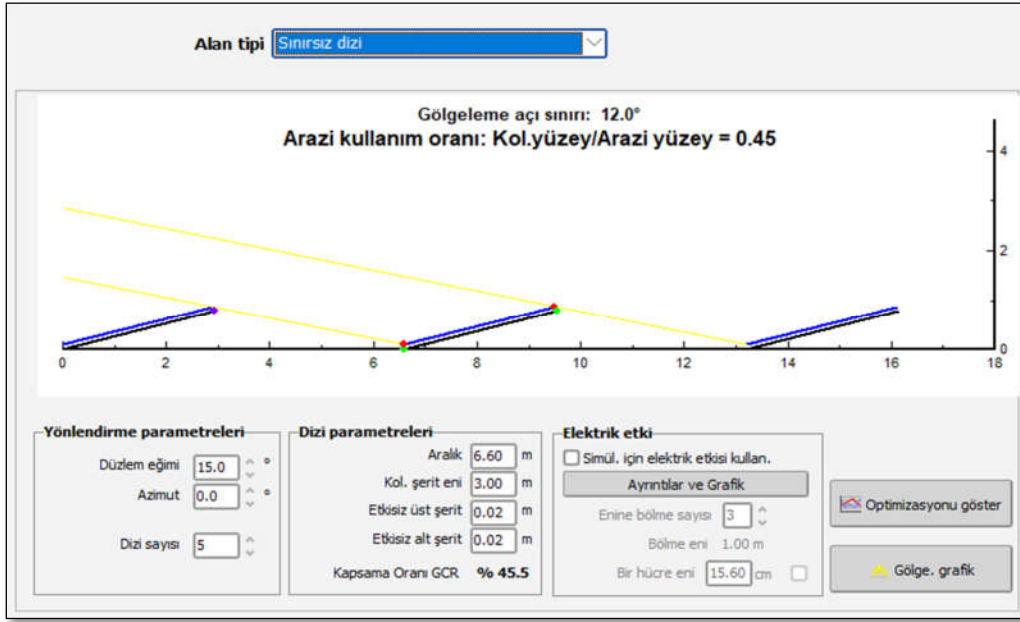 Alan tipi Sınırsız dizi
Gölgeleme açı sınırı: 12.0°
Arazi kullanım oranı: Kol.yüzey/Arazi yüzey = 0.45
4
2
0
0 2 4 6 8 10 12 14 16 18
Yönlendirme parametreleri
Düzlem eğimi 15.0 °
Azimut 0.0 °
Dizi sayısı 5
Dizi parametreleri
Aralık 6.60 m
Kol. şerit eni 3.00 m
Etkisiz üst şerit 0.02 m
Etkisiz alt şerit 0.02 m
Kapsama Oranı GCR % 45.5
Elektrik etki
Simül. için elektrik etkisi kullan.
Ayrıntılar ve Grafik
Enine bölme sayısı 3
Bölme eni 1.00 m
Bir hücre eni 15.60 cm
Optimizasyonu göster
Gölge. grafik